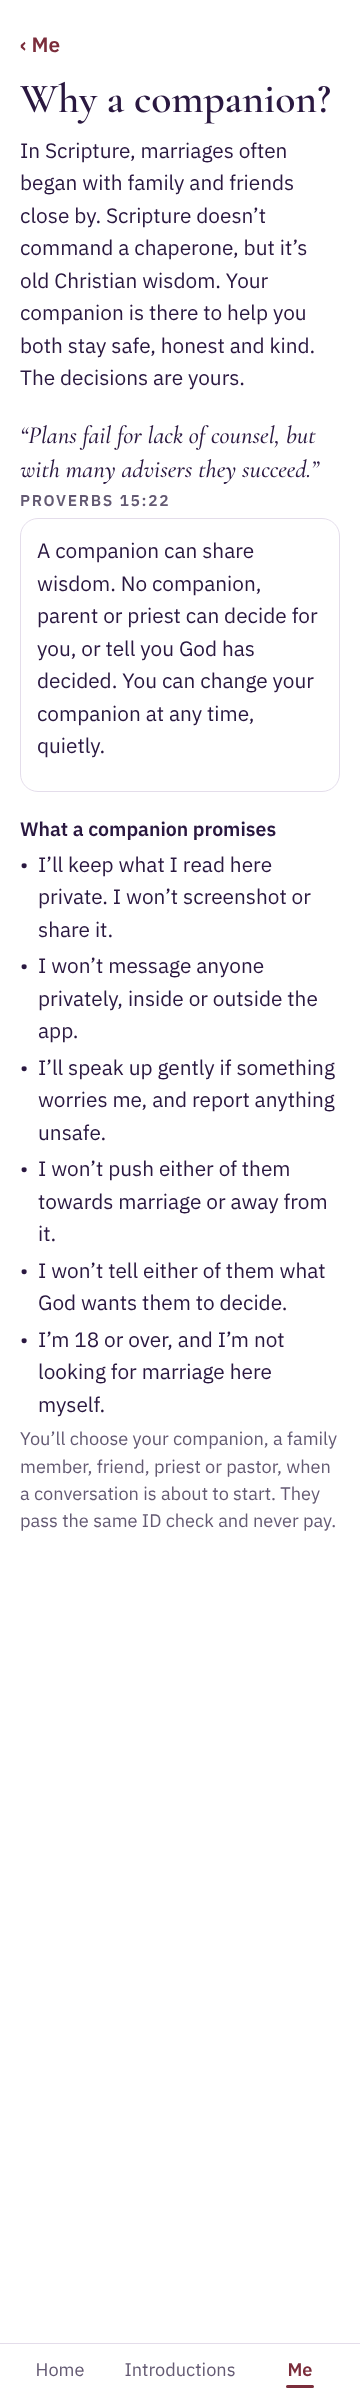 ‹ Me
Why a companion?
In Scripture, marriages often
began with family and friends
close by. Scripture doesn’t
command a chaperone, but it’s
old Christian wisdom. Your
companion is there to help you
both stay safe, honest and kind.
The decisions are yours.
“Plans fail for lack of counsel, but
with many advisers they succeed.”
PROVERBS 15:22
A companion can share
wisdom. No companion,
parent or priest can decide for
you, or tell you God has
decided. You can change your
companion at any time,
quietly.
What a companion promises
• I’ll keep what I read here
private. I won’t screenshot or
share it.
• I won’t message anyone
privately, inside or outside the
app.
• I’ll speak up gently if something
worries me, and report anything
unsafe.
• I won’t push either of them
towards marriage or away from
it.
• I won’t tell either of them what
God wants them to decide.
• I’m 18 or over, and I’m not
looking for marriage here
myself.
You’ll choose your companion, a family
member, friend, priest or pastor, when
a conversation is about to start. They
pass the same ID check and never pay.
Home Introductions Me